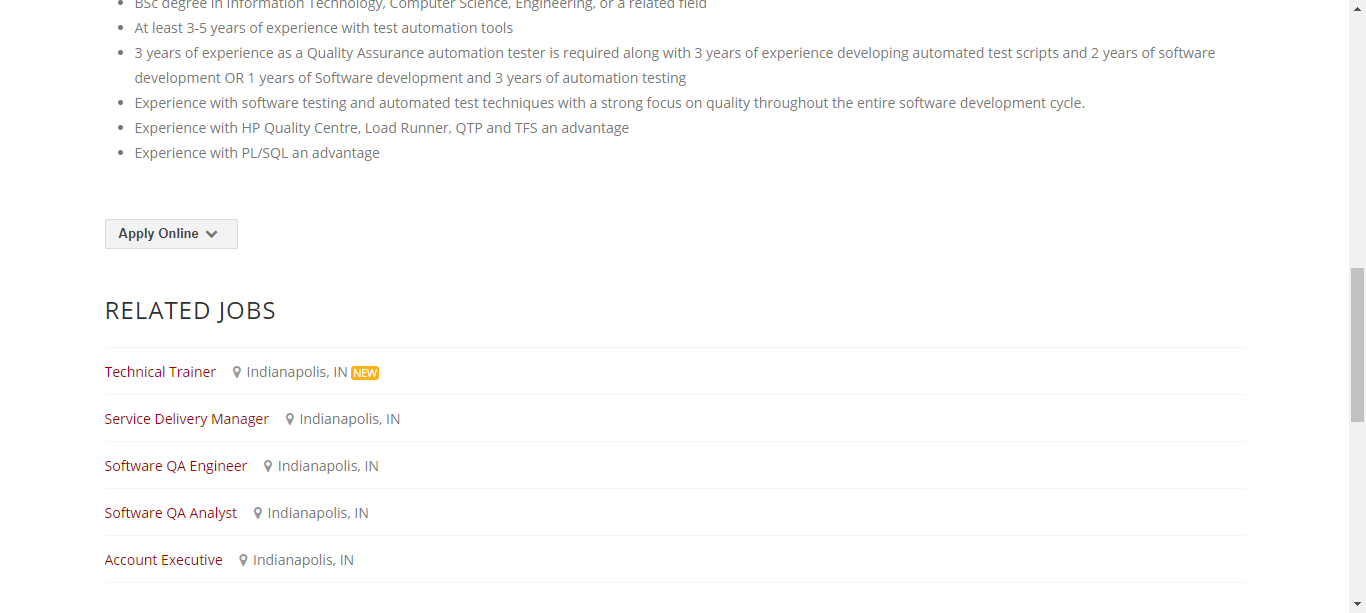 BSc degree in Information Technology, Computer Science, Engineering, or a related field
At least 3-5 years of experience with test automation tools
3 years of experience as a Quality Assurance automation tester is required along with 3 years of experience developing automated test scripts and 2 years of software
development OR 1 years of Software development and 3 years of automation testing
Experience with software testing and automated test techniques with a strong focus on quality throughout the entire software development cycle.
Experience with HP Quality Centre, Load Runner, QTP and TFS an advantage
Experience with PL/SQL an advantage
Apply Online
RELATED JOBS
Technical Trainer Indianapolis, IN NEW
Service Delivery Manager Indianapolis, IN
Software QA Engineer Indianapolis, IN
Software QA Analyst Indianapolis, IN
Account Executive Indianapolis, IN